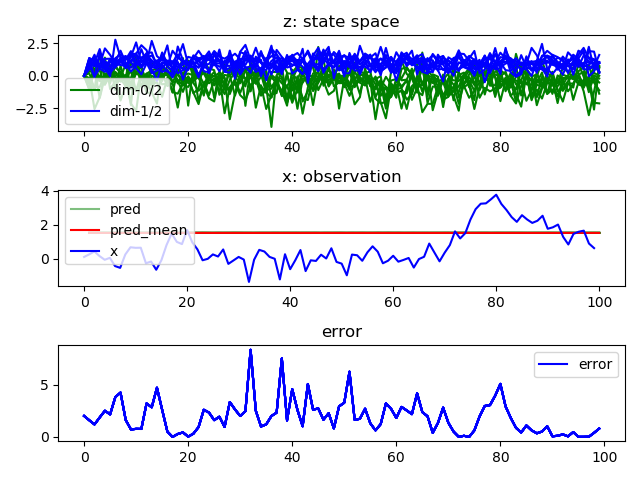 z: state space
2.5
0.0
−2.5
dim-0/2
dim-1/2
0 20 40 60 80 100
x: observation
4
2
0
pred
pred_mean
x
0 20 40 60 80 100
error
5
0
error
0 20 40 60 80 100